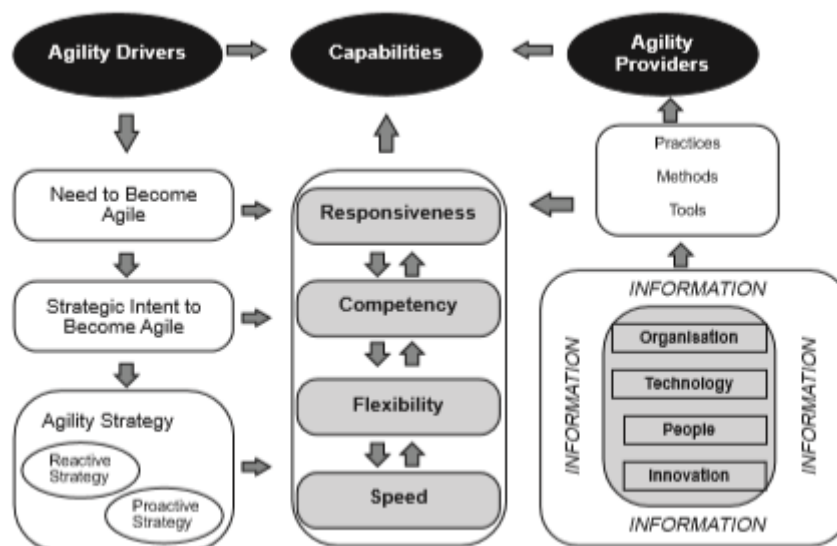 Agility Drivers
Capabilities
Agility
Providers
Need to Become
Agile
Strategic Intent to
Become Agile
Agility Strategy
Reactive
Strategy
Proactive
Strategy
Responsiveness
Competency
Flexibility
Speed
Practices
Methods
Tools
INFORMATION
INFORMATION
Organisation
Technology
People
Innovation
INFORMATION
INFORMATION